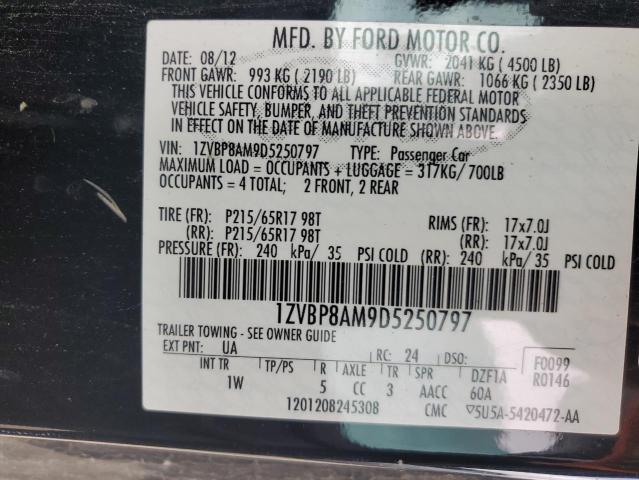 MFD. BY FORD MOTOR CO.
DATE: 08/12 GVWR: 2041 KG ( 4500 LB)
FRONT GAWR: 993 KG ( 2190 LB) REAR GAWR: 1066 KG ( 2350 LB)
THIS VEHICLE CONFORMS TO ALL APPLICABLE FEDERAL MOTOR
VEHICLE SAFETY, BUMPER, AND THEFT PREVENTION STANDARDS
IN EFFECT ON THE DATE OF MANUFACTURE SHOWN ABOVE.
VIN: 1ZVBP8AM9D5250797 TYPE: Passenger Car
MAXIMUM LOAD = OCCUPANTS + LUGGAGE = 317KG/ 700LB
OCCUPANTS = 4 TOTAL; 2 FRONT, 2 REAR
TIRE (FR): P215/65R17 98T RIMS (FR): 17x7.0J
(RR): P215/65R17 98T (RR): 17x7.0J
PRESSURE (FR): 240 kPa/ 35 PSI COLD (RR): 240 kPa/ 35 PSI COLD
1ZVBP8AM9D5250797
TRAILER TOWING - SEE OWNER GUIDE
EXT PNT: UA RC: 24 DSO: F0099
INT TR TP/PS R AXLE TR SPR DZF1A R0146
1W 5 CC 3 AACC 60A
1201208245308 CMC ▽5U5A-5420472-AA